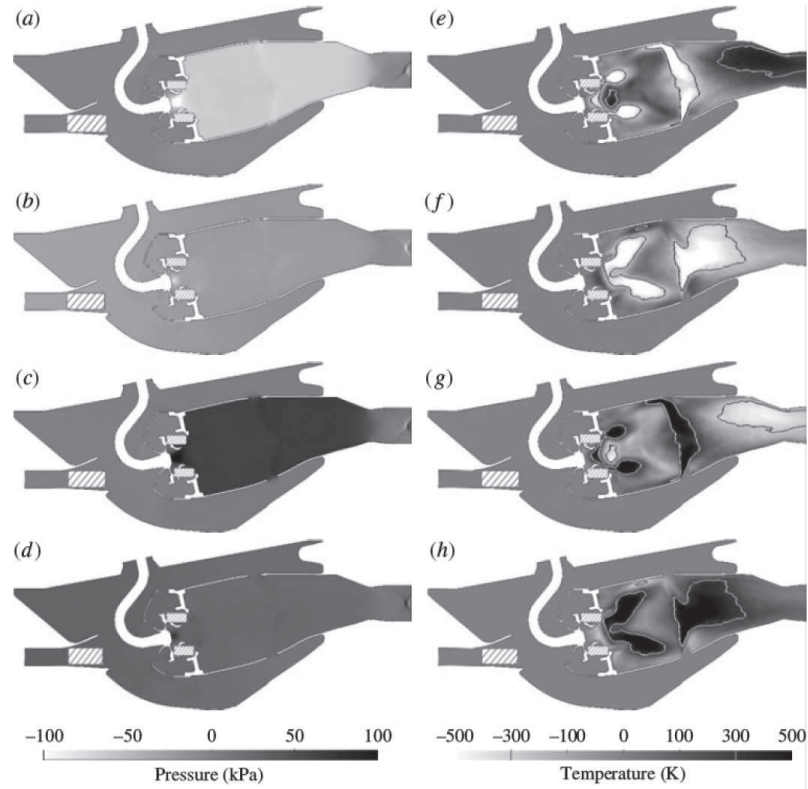 (a)
(e)
(b)
(f)
(c)
(g)
(d)
(h)
−100 −50 0 50 100
Pressure (kPa)
−500 −300 −100 0 100 300 500
Temperature (K)